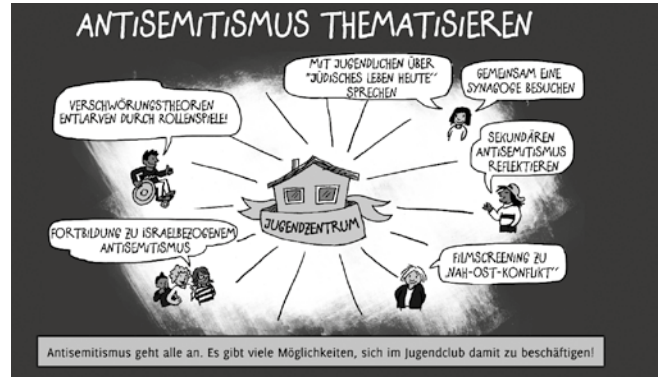 ANTISEMITISMUS THEMATISIEREN
MIT JUGENDLICHEN ÜBER
"JÜDISCHES LEBEN HEUTE"
SPRECHEN
GEMEINSAM EINE
SYNAGOGE BESUCHEN
VERSCHWÖRUNGSTHEORIEN
ENTLARVEN DURCH ROLLENSPIELE!
SEKUNDÄREN
ANTISEMITISMUS
REFLEKTIEREN
JUGENDZENTRUM
FORTBILDUNG ZU ISRAELBEZOGENEM
ANTISEMITISMUS
FILMSCREENING ZU
„NAH-OST-KONFLIKT"
Antisemitismus geht alle an. Es gibt viele Möglichkeiten, sich im Jugendclub damit zu beschäftigen!